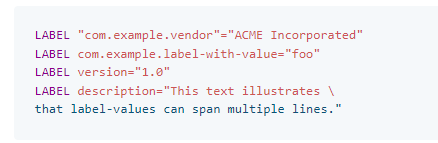 LABEL "com.example.vendor"="ACME Incorporated"
LABEL com.example.label-with-value="foo"
LABEL version="1.0"
LABEL description="This text illustrates \
that label-values can span multiple lines."